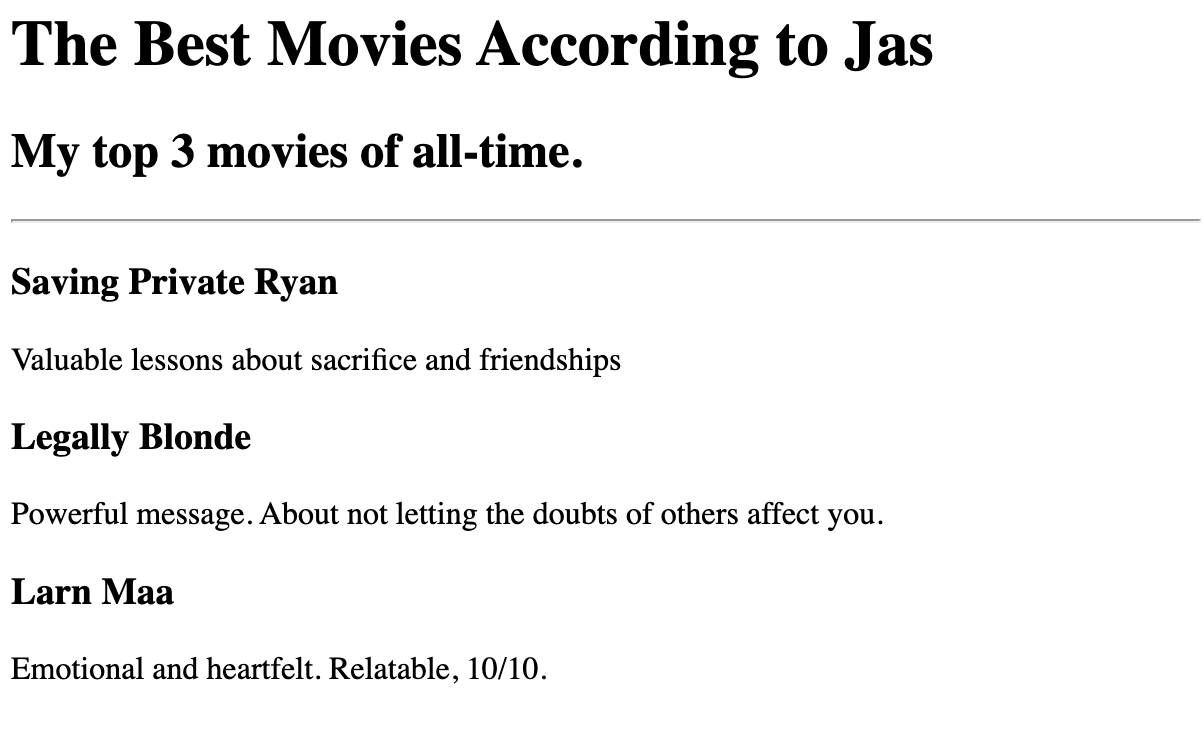 The Best Movies According to Jas
My top 3 movies of all-time.
Saving Private Ryan
Valuable lessons about sacrifice and friendships
Legally Blonde
Powerful message. About not letting the doubts of others affect you.
Larn Maa
Emotional and heartfelt. Relatable, 10/10.